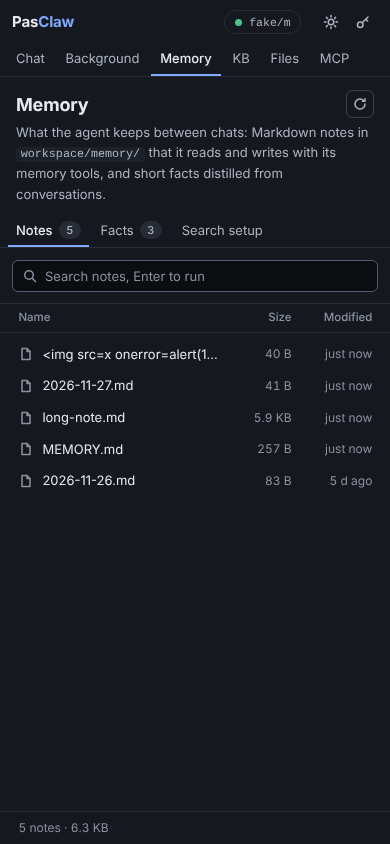 PasClaw
fake/m
Chat Background Memory KB Files MCP
Memory
What the agent keeps between chats: Markdown notes in
workspace/memory/ that it reads and writes with its
memory tools, and short facts distilled from
conversations.
Notes 5 Facts 3 Search setup
Search notes, Enter to run
Name Size Modified
<img src=x onerror=alert(1... 40 B just now
2026-11-27.md 41 B just now
long-note.md 5.9 KB just now
MEMORY.md 257 B just now
2026-11-26.md 83 B 5 d ago
5 notes · 6.3 KB